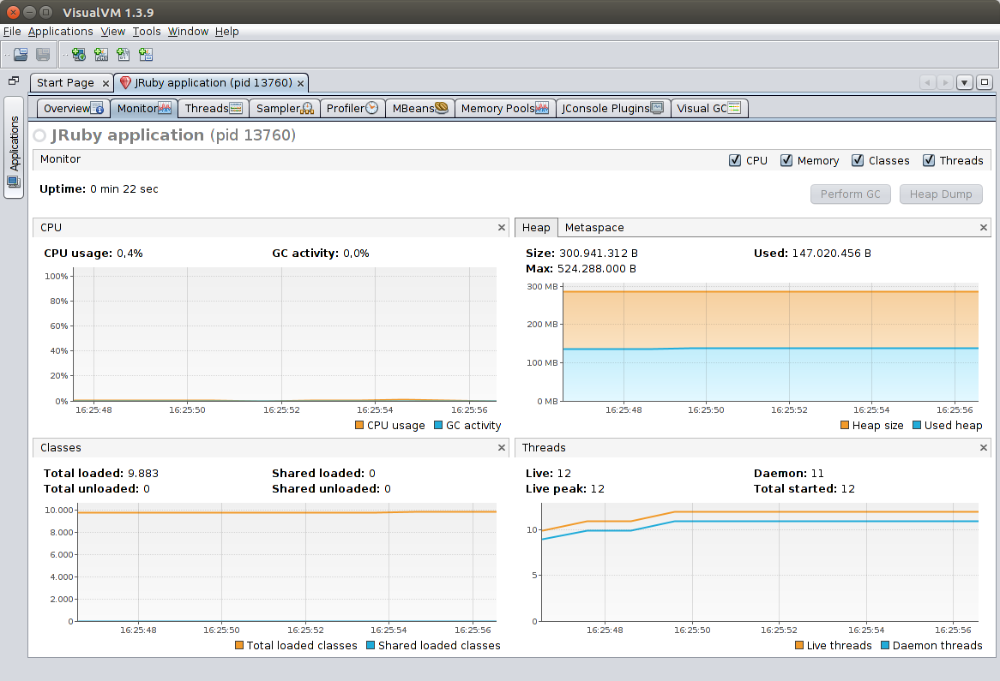 VisualVM 1.3.9
File Applications View Tools Window Help
Start Page JRuby application (pid 13760)
Applications
Overview Monitor Threads Sampler Profiler MBeans Memory Pools JConsole Plugins Visual GC
JRuby application (pid 13760)
Monitor CPU Memory Classes Threads
Uptime: 0 min 22 sec
Perform GC Heap Dump
CPU
CPU usage: 0,4% GC activity: 0,0%
100%
80%
60%
40%
20%
0%
16:25:48 16:25:50 16:25:52 16:25:54 16:25:56
CPU usage GC activity
Heap Metaspace
Size: 300.941.312 B Used: 147.020.456 B
Max: 524.288.000 B
300 MB
200 MB
100 MB
0 MB
16:25:48 16:25:50 16:25:52 16:25:54 16:25:56
Heap size Used heap
Classes
Total loaded: 9.883 Shared loaded: 0
Total unloaded: 0 Shared unloaded: 0
10.000
8.000
6.000
4.000
2.000
0
16:25:48 16:25:50 16:25:52 16:25:54 16:25:56
Total loaded classes Shared loaded classes
Threads
Live: 12 Daemon: 11
Live peak: 12 Total started: 12
10
5
0
16:25:48 16:25:50 16:25:52 16:25:54 16:25:56
Live threads Daemon threads